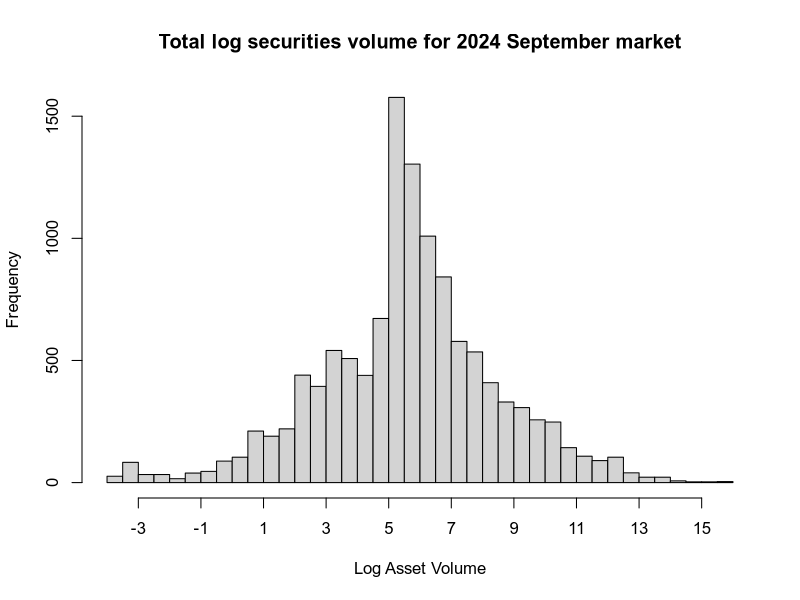 Total log securities volume for 2024 September market
1500
1000
500
0
Frequency
-3 -1 1 3 5 7 9 11 13 15
Log Asset Volume